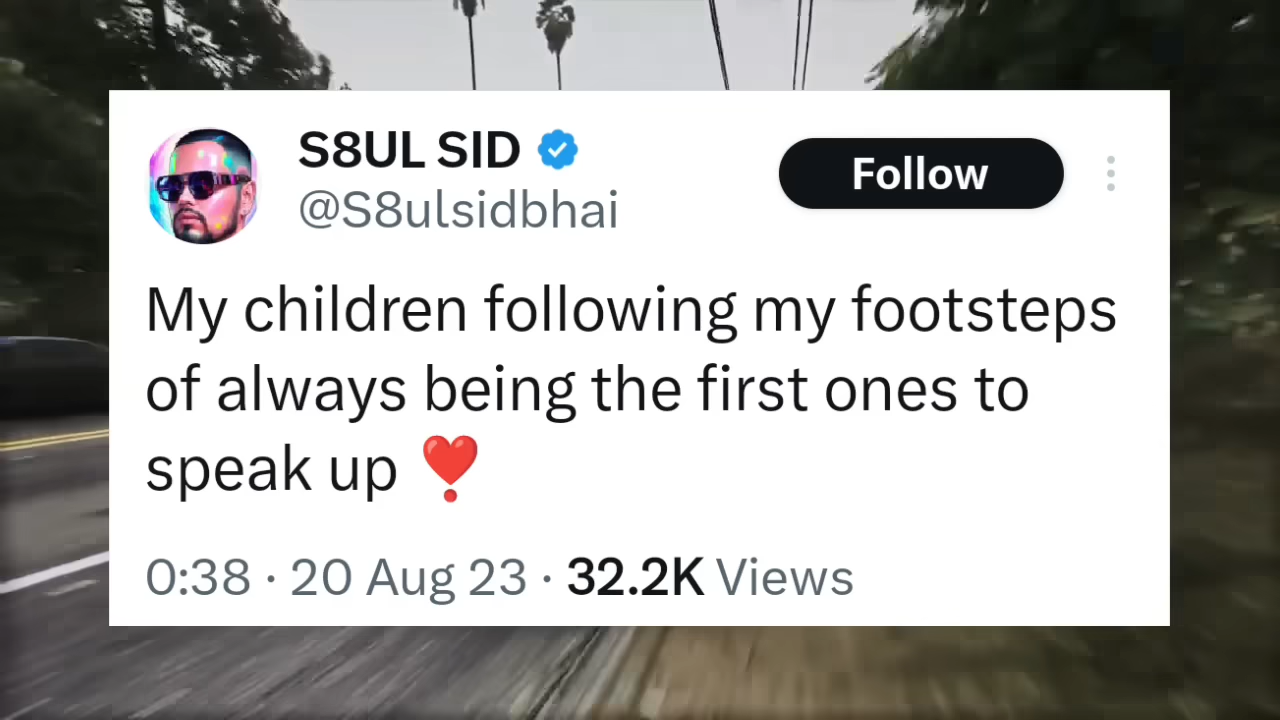 S8UL SID
@S8ulsidbhai
Follow
My children following my footsteps
of always being the first ones to
speak up ❣️
0:38 · 20 Aug 23 · 32.2K Views